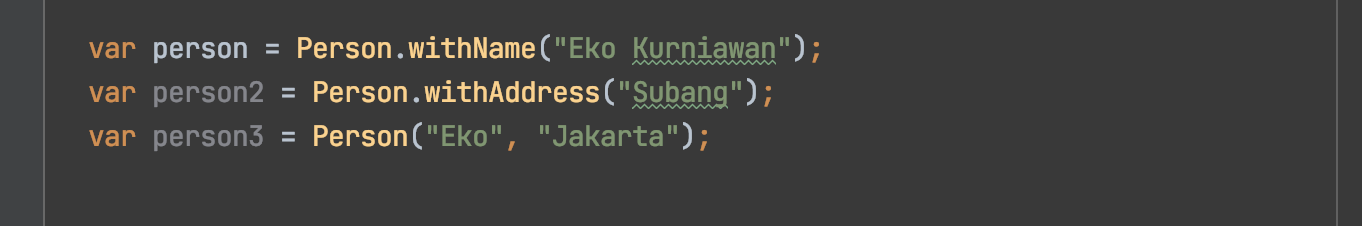 var person = Person.withName("Eko Kurniawan");
var person2 = Person.withAddress("Subang");
var person3 = Person("Eko", "Jakarta");